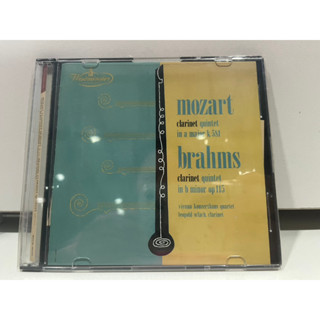 Westminster
mozart
clarinet quintet
in a major k.581
brahms
clarinet quintet
in b minor op.115
vienna konzerthaus quartet
leopold wlach clarinet